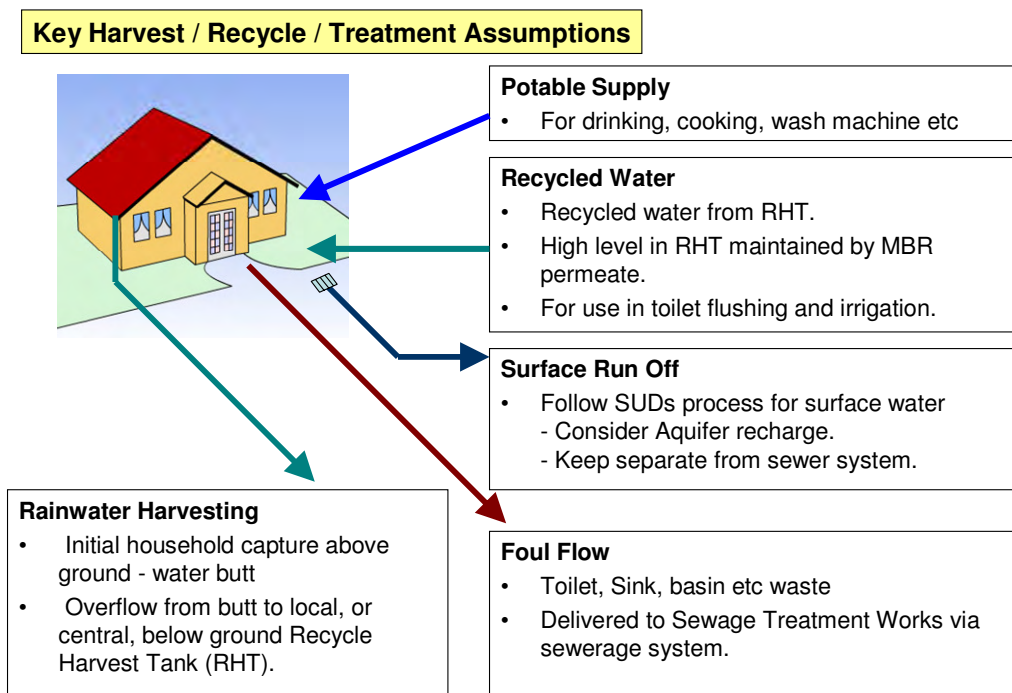 Key Harvest / Recycle / Treatment Assumptions
Potable Supply
• For drinking, cooking, wash machine etc
Recycled Water
• Recycled water from RHT.
• High level in RHT maintained by MBR
permeate.
• For use in toilet flushing and irrigation.
Surface Run Off
• Follow SUDs process for surface water
- Consider Aquifer recharge.
- Keep separate from sewer system.
Rainwater Harvesting
• Initial household capture above
ground - water butt
• Overflow from butt to local, or
central, below ground Recycle
Harvest Tank (RHT).
Foul Flow
• Toilet, Sink, basin etc waste
• Delivered to Sewage Treatment Works via
sewerage system.